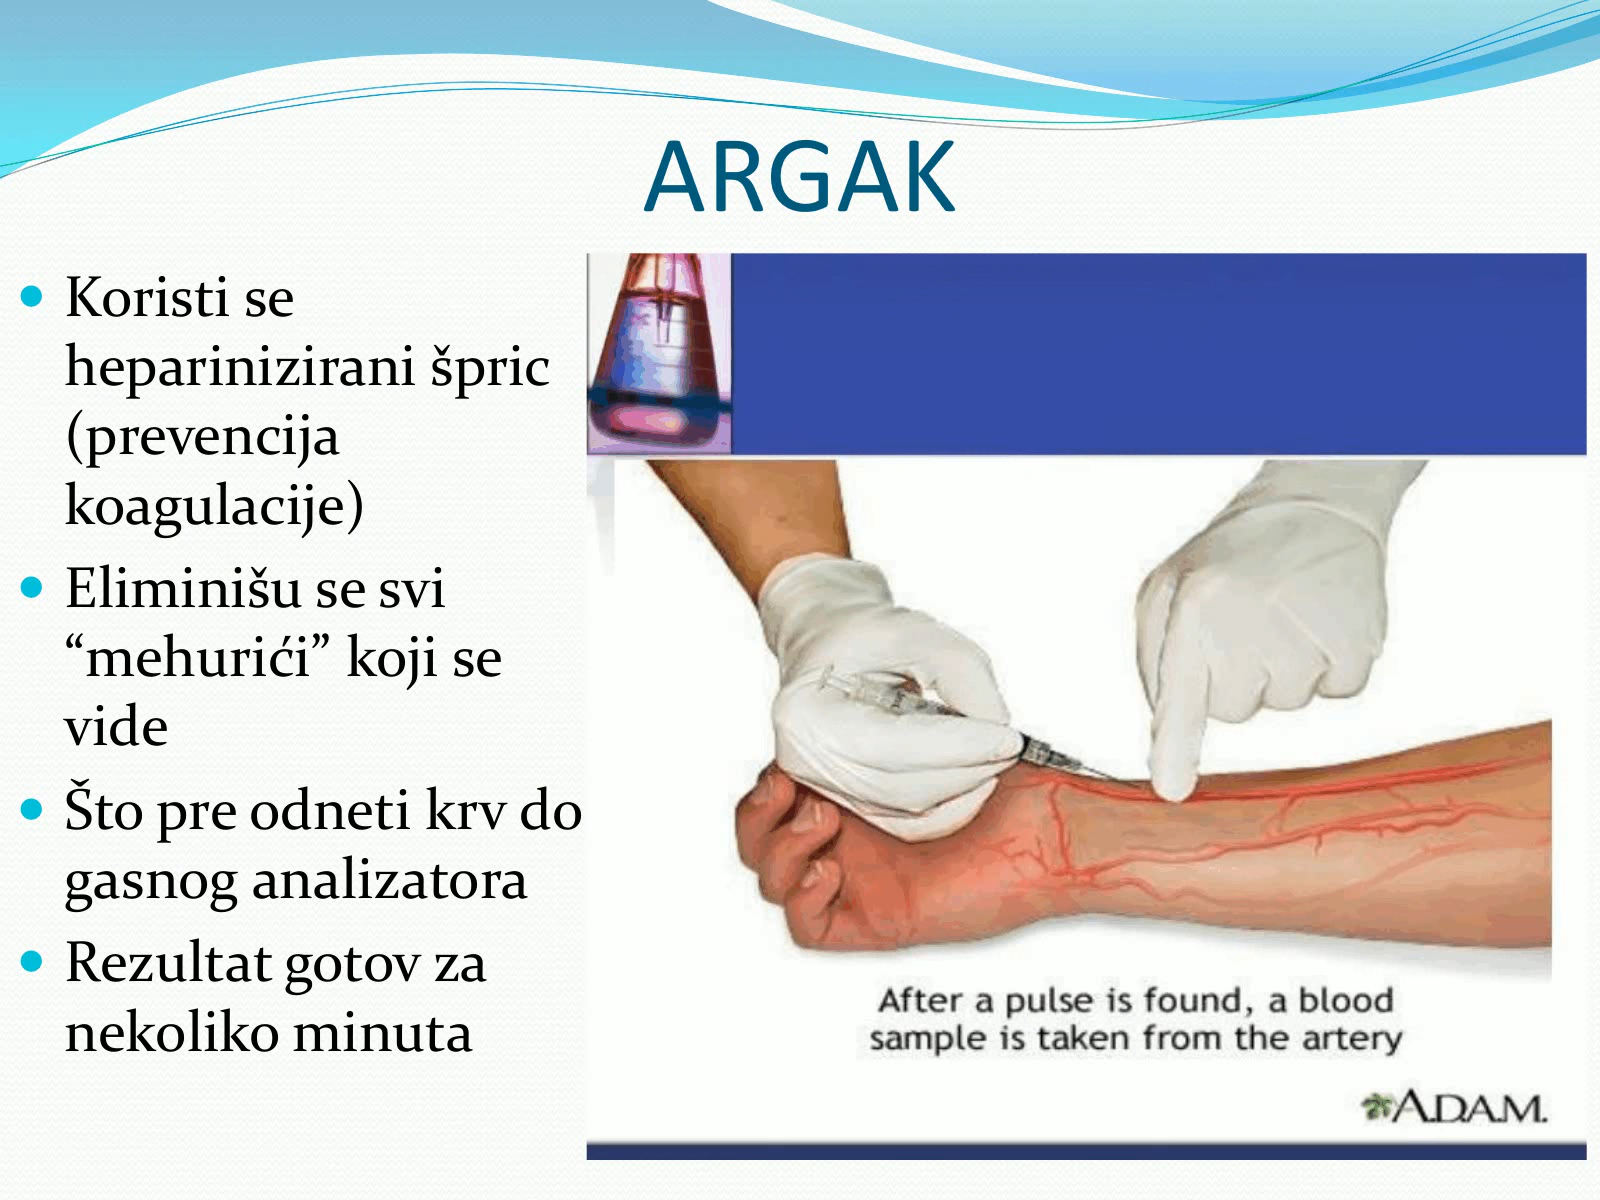 ARGAK
• Koristi se
heparinizirani špric
(prevencija
koagulacije)
• Eliminišu se svi
“mehurići” koji se
vide
• Što pre odneti krv do
gasnog analizatora
• Rezultat gotov za
nekoliko minuta
After a pulse is found, a blood
sample is taken from the artery
A.D.A.M.